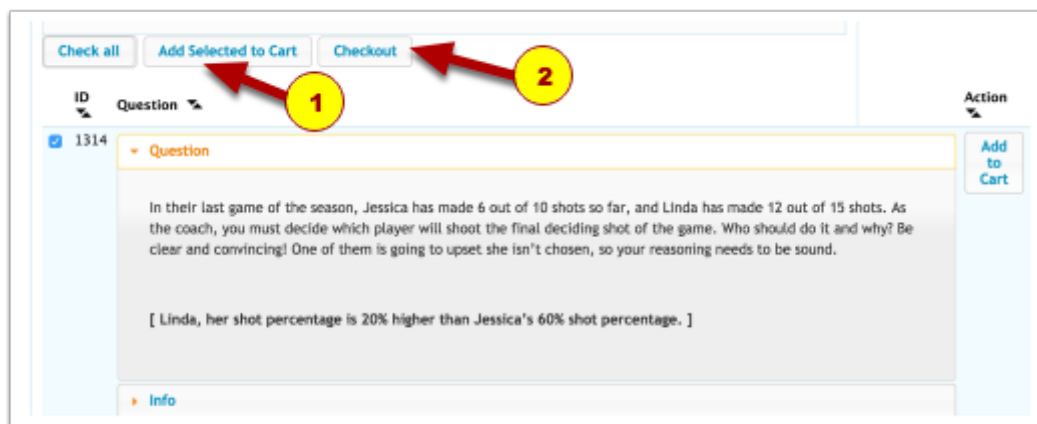 Check all Add Selected to Cart Checkout
1
2
ID Question Action
1314 Question Add
to
Cart
In their last game of the season, Jessica has made 6 out of 10 shots so far, and Linda has made 12 out of 15 shots. As
the coach, you must decide which player will shoot the final deciding shot of the game. Who should do it and why? Be
clear and convincing! One of them is going to upset she isn't chosen, so your reasoning needs to be sound.
[ Linda, her shot percentage is 20% higher than Jessica's 60% shot percentage. ]
Info